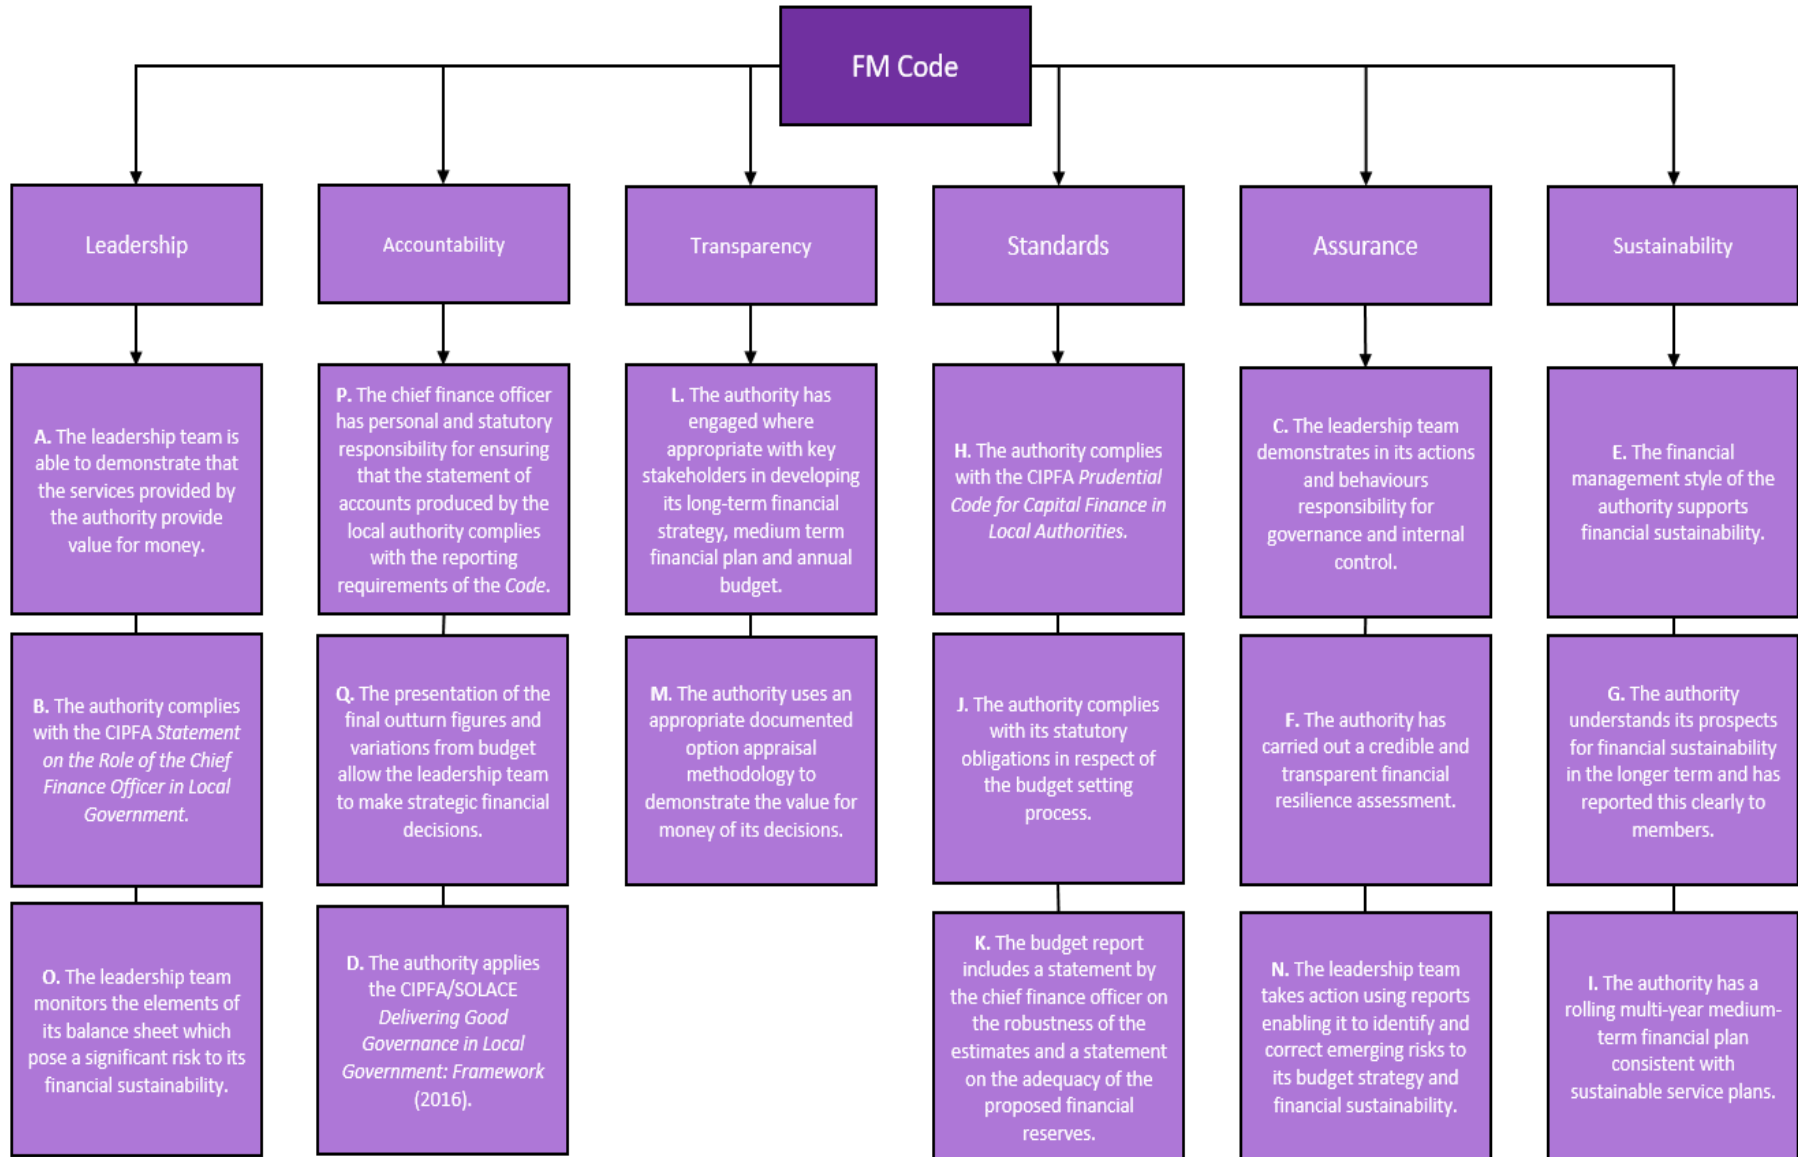 FM Code
Leadership
Accountability
Transparency
Standards
Assurance
Sustainability
A. The leadership team is
able to demonstrate that
the services provided by
the authority provide
value for money.
P. The chief finance officer
has personal and statutory
responsibility for ensuring
that the statement of
accounts produced by the
local authority complies
with the reporting
requirements of the Code.
L. The authority has
engaged where
appropriate with key
stakeholders in developing
its long-term financial
strategy, medium term
financial plan and annual
budget.
H. The authority complies
with the CIPFA Prudential
Code for Capital Finance in
Local Authorities.
C. The leadership team
demonstrates in its actions
and behaviours
responsibility for
governance and internal
control.
E. The financial
management style of the
authority supports
financial sustainability.
B. The authority complies
with the CIPFA Statement
on the Role of the Chief
Finance Officer in Local
Government.
Q. The presentation of the
final outturn figures and
variations from budget
allow the leadership team
to make strategic financial
decisions.
M. The authority uses an
appropriate documented
option appraisal
methodology to
demonstrate the value for
money of its decisions.
J. The authority complies
with its statutory
obligations in respect of
the budget setting
process.
F. The authority has
carried out a credible and
transparent financial
resilience assessment.
G. The authority
understands its prospects
for financial sustainability
in the longer term and has
reported this clearly to
members.
O. The leadership team
monitors the elements of
its balance sheet which
pose a significant risk to its
financial sustainability.
D. The authority applies
the CIPFA/SOLACE
Delivering Good
Governance in Local
Government: Framework
(2016).
K. The budget report
includes a statement by
the chief finance officer on
the robustness of the
estimates and a statement
on the adequacy of the
proposed financial
reserves.
N. The leadership team
takes action using reports
enabling it to identify and
correct emerging risks to
its budget strategy and
financial sustainability.
I. The authority has a
rolling multi-year medium-
term financial plan
consistent with
sustainable service plans.